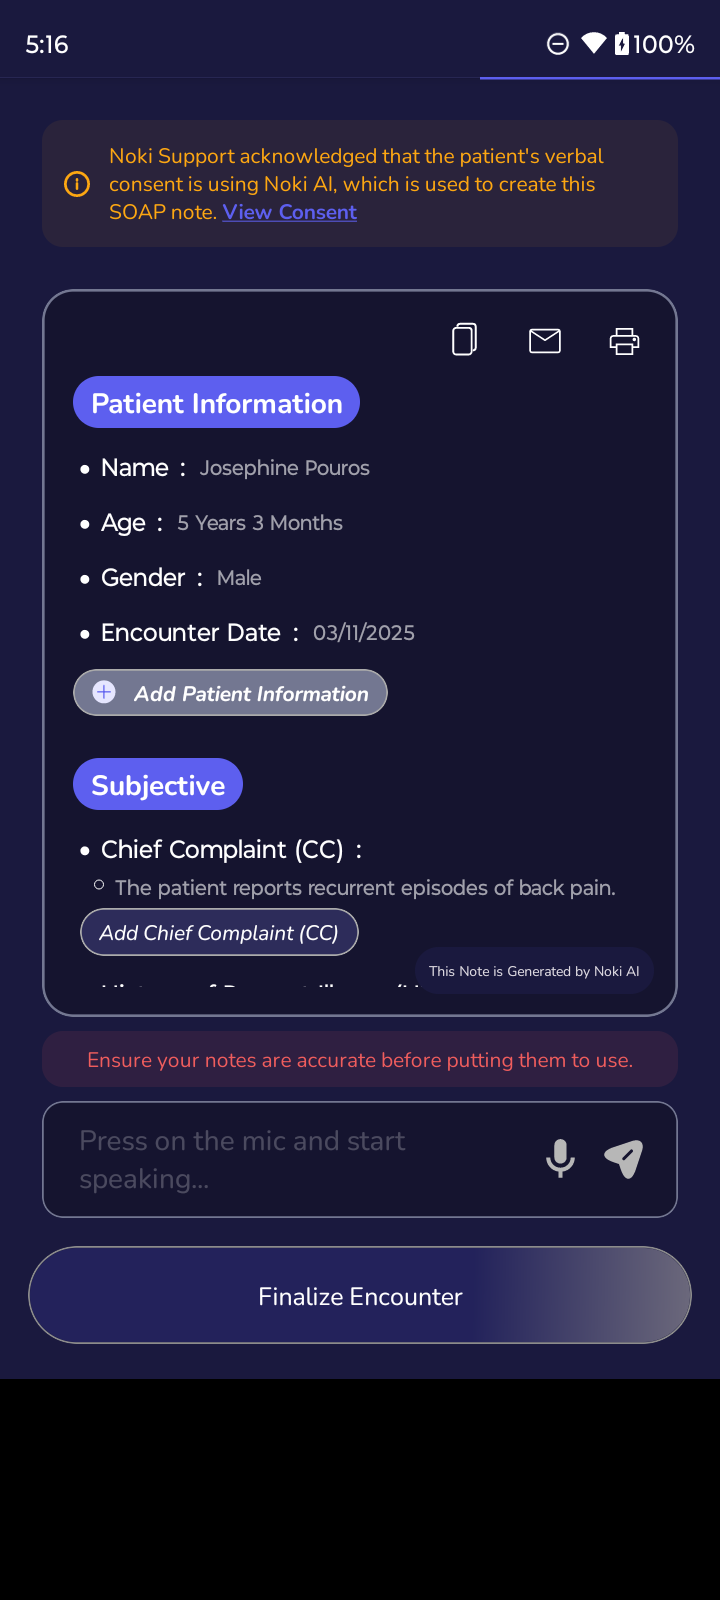 5:16
100%
Noki Support acknowledged that the patient's verbal
consent is using Noki AI, which is used to create this
SOAP note. View Consent
Patient Information
• Name : Josephine Pouros
• Age : 5 Years 3 Months
• Gender : Male
• Encounter Date : 03/11/2025
Add Patient Information
Subjective
• Chief Complaint (CC) :
○ The patient reports recurrent episodes of back pain.
Add Chief Complaint (CC)
This Note is Generated by Noki AI
Ensure your notes are accurate before putting them to use.
Press on the mic and start
speaking...
Finalize Encounter